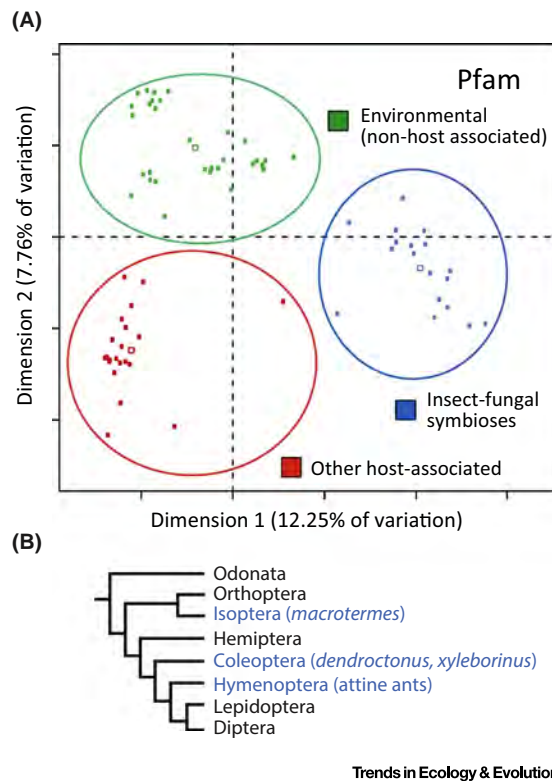 (A)
Pfam
Environmental
(non-host associated)
Insect-fungal
symbioses
Other host-associated
Dimension 2 (7.76% of variation)
Dimension 1 (12.25% of variation)
(B)
Odonata
Orthoptera
Isoptera (macrotermes)
Hemiptera
Coleoptera (dendroctonus, xyleborinus)
Hymenoptera (attine ants)
Lepidoptera
Diptera
Trends in Ecology & Evolution